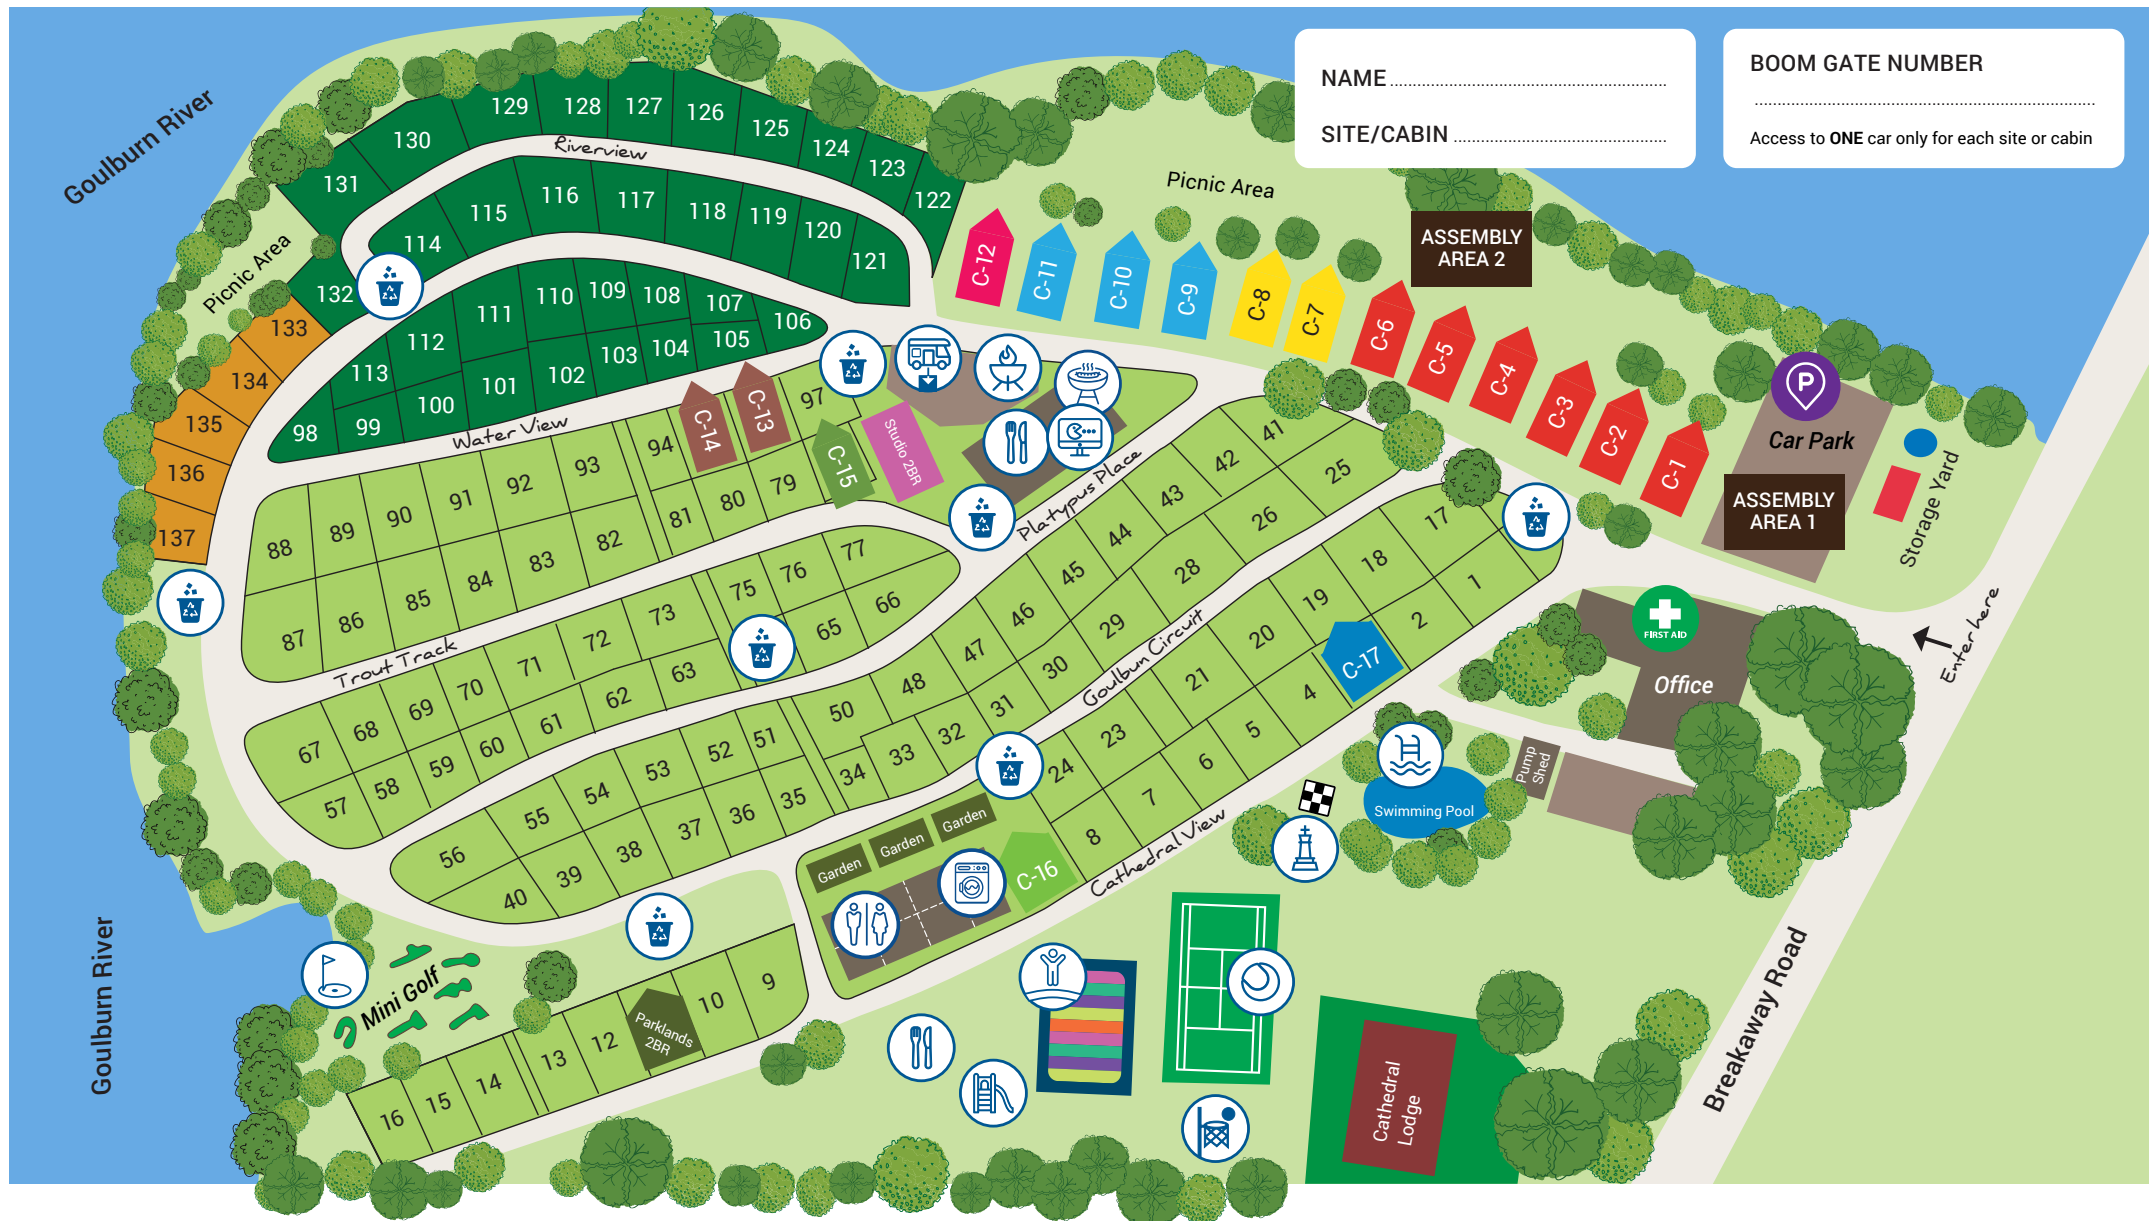 NAME
SITE/CABIN
BOOM GATE NUMBER
Access to ONE car only for each site or cabin
Goulburn River
Picnic Area
Picnic Area
ASSEMBLY
AREA 2
129
128
127
126
125
124
123
122
130
131
Riverview
114
115
116
117
118
119
120
121
132
133
134
135
136
137
113
112
111
110
109
108
107
106
98
99
100
101
102
103
104
105
Water View
C-12
C-11
C-10
C-9
C-8
C-7
C-6
C-5
C-4
C-3
C-2
C-1
P
Car Park
ASSEMBLY
AREA 1
Storage Yard
Enter here
88
89
90
91
92
93
94
C-14
C-13
97
C-15
Studio 2BR
87
86
85
84
83
82
81
80
79
Trout Track
Platypus Place
67
68
69
70
71
72
73
75
76
77
57
58
59
60
61
62
63
65
66
41
42
43
44
45
46
47
48
50
51
52
53
54
55
56
25
26
28
29
30
31
32
33
34
35
36
37
38
39
40
Goulbun Circuit
17
18
19
20
21
23
24
1
2
C-17
4
5
6
7
8
Cathedral View
C-16
Garden
Garden
Garden
FIRST AID
Office
Pump
Shed
Swimming Pool
Mini Golf
9
10
Parklands
2BR
12
13
14
15
16
Goulburn River
Cathedral
Lodge
Breakaway Road